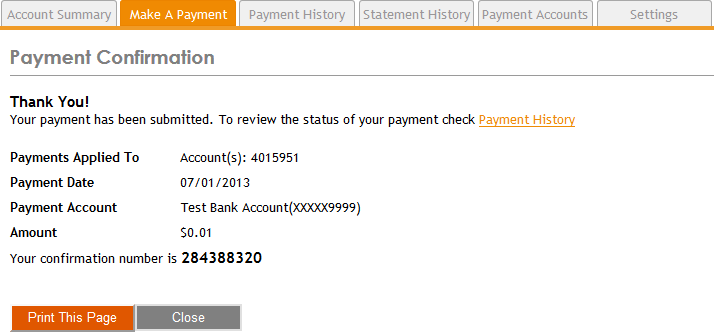 Account Summary Make A Payment Payment History Statement History Payment Accounts Settings
Payment Confirmation
Thank You!
Your payment has been submitted. To review the status of your payment check Payment History
Payments Applied To Account(s): 4015951
Payment Date 07/01/2013
Payment Account Test Bank Account(XXXXX9999)
Amount $0.01
Your confirmation number is 284388320
Print This Page Close